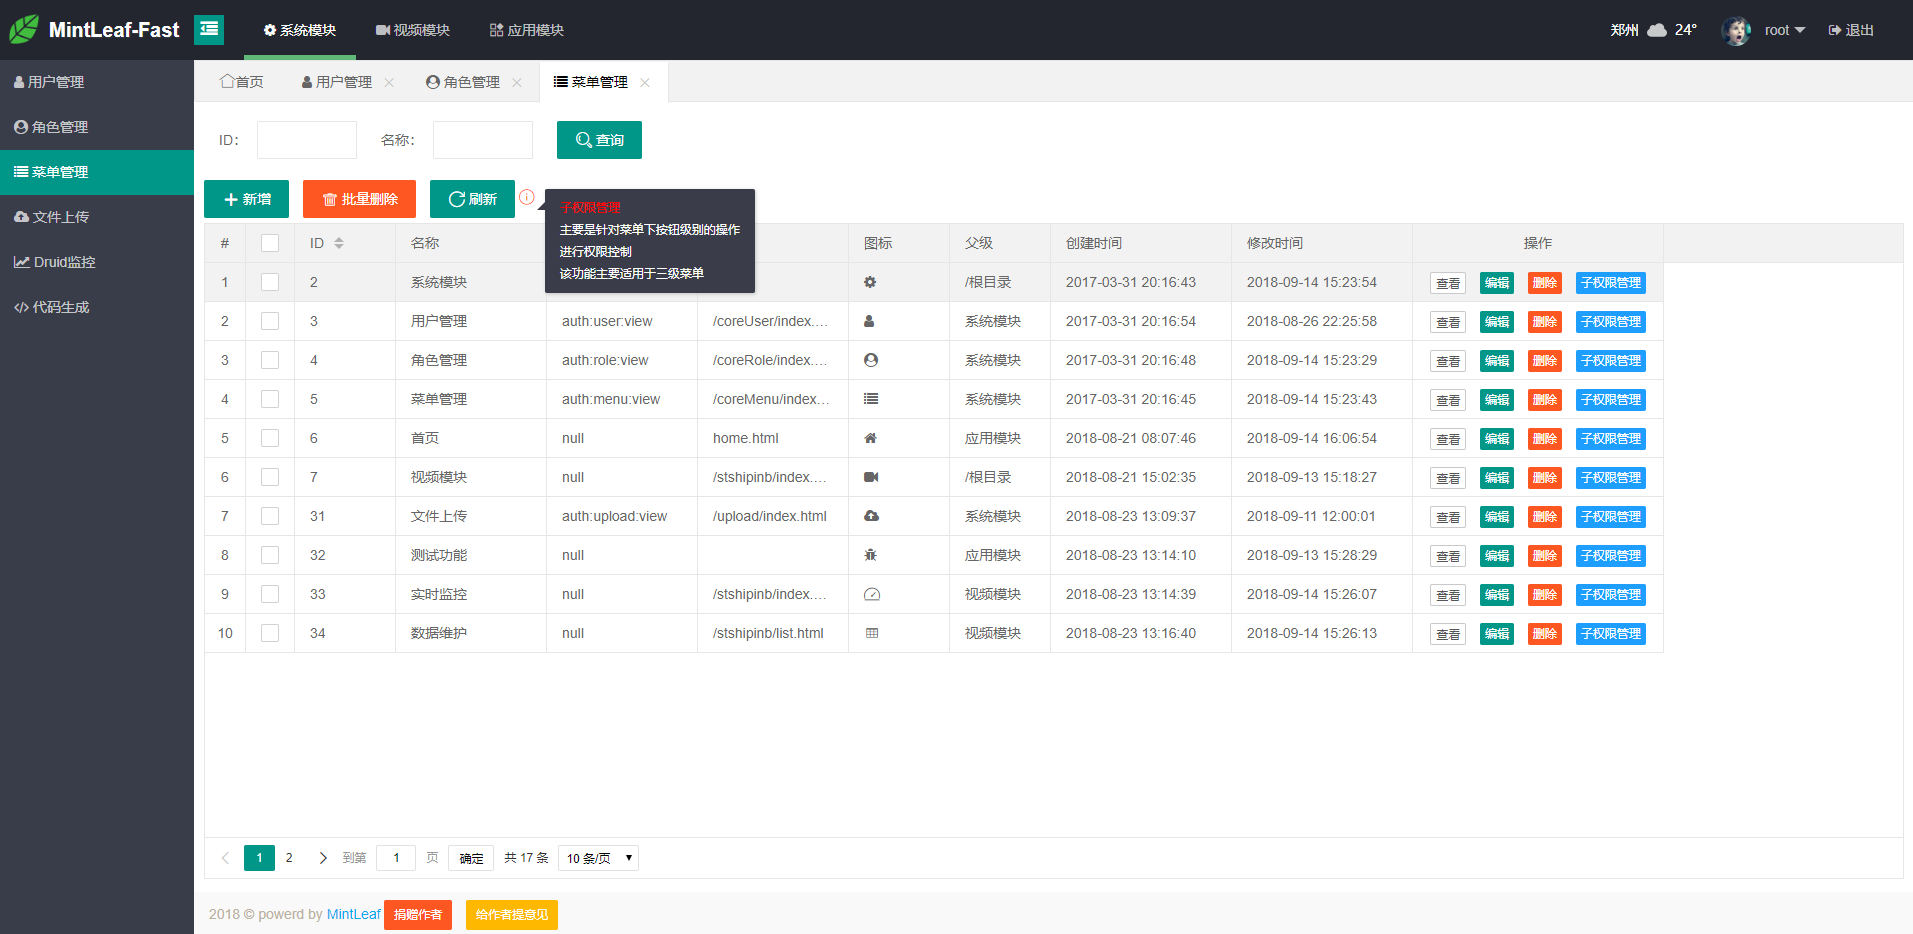 MintLeaf-Fast 系统模块 视频模块 应用模块 郑州 24° root 退出
用户管理
角色管理
菜单管理
文件上传
Druid监控
代码生成
首页 用户管理 角色管理 菜单管理
ID: 名称: 查询
新增 批量删除 刷新
子权限管理
主要是针对菜单下按钮级别的操作
进行权限控制
该功能主要适用于三级菜单
# ID 名称 图标 父级 创建时间 修改时间 操作
1 2 系统模块 /根目录 2017-03-31 20:16:43 2018-09-14 15:23:54 查看 编辑 删除 子权限管理
2 3 用户管理 auth:user:view /coreUser/index.... 系统模块 2017-03-31 20:16:54 2018-08-26 22:25:58 查看 编辑 删除 子权限管理
3 4 角色管理 auth:role:view /coreRole/index.... 系统模块 2017-03-31 20:16:48 2018-09-14 15:23:29 查看 编辑 删除 子权限管理
4 5 菜单管理 auth:menu:view /coreMenu/index... 系统模块 2017-03-31 20:16:45 2018-09-14 15:23:43 查看 编辑 删除 子权限管理
5 6 首页 null home.html 应用模块 2018-08-21 08:07:46 2018-09-14 16:06:54 查看 编辑 删除 子权限管理
6 7 视频模块 null /stshipinb/index.... /根目录 2018-08-21 15:02:35 2018-09-13 15:18:27 查看 编辑 删除 子权限管理
7 31 文件上传 auth:upload:view /upload/index.html 系统模块 2018-08-23 13:09:37 2018-09-11 12:00:01 查看 编辑 删除 子权限管理
8 32 测试功能 null 应用模块 2018-08-23 13:14:10 2018-09-13 15:28:29 查看 编辑 删除 子权限管理
9 33 实时监控 null /stshipinb/index.... 视频模块 2018-08-23 13:14:39 2018-09-14 15:26:07 查看 编辑 删除 子权限管理
10 34 数据维护 null /stshipinb/list.html 视频模块 2018-08-23 13:16:40 2018-09-14 15:26:13 查看 编辑 删除 子权限管理
1 2 到第 1 页 确定 共 17 条 10 条/页
2018 © powerd by MintLeaf 捐赠作者 给作者提意见